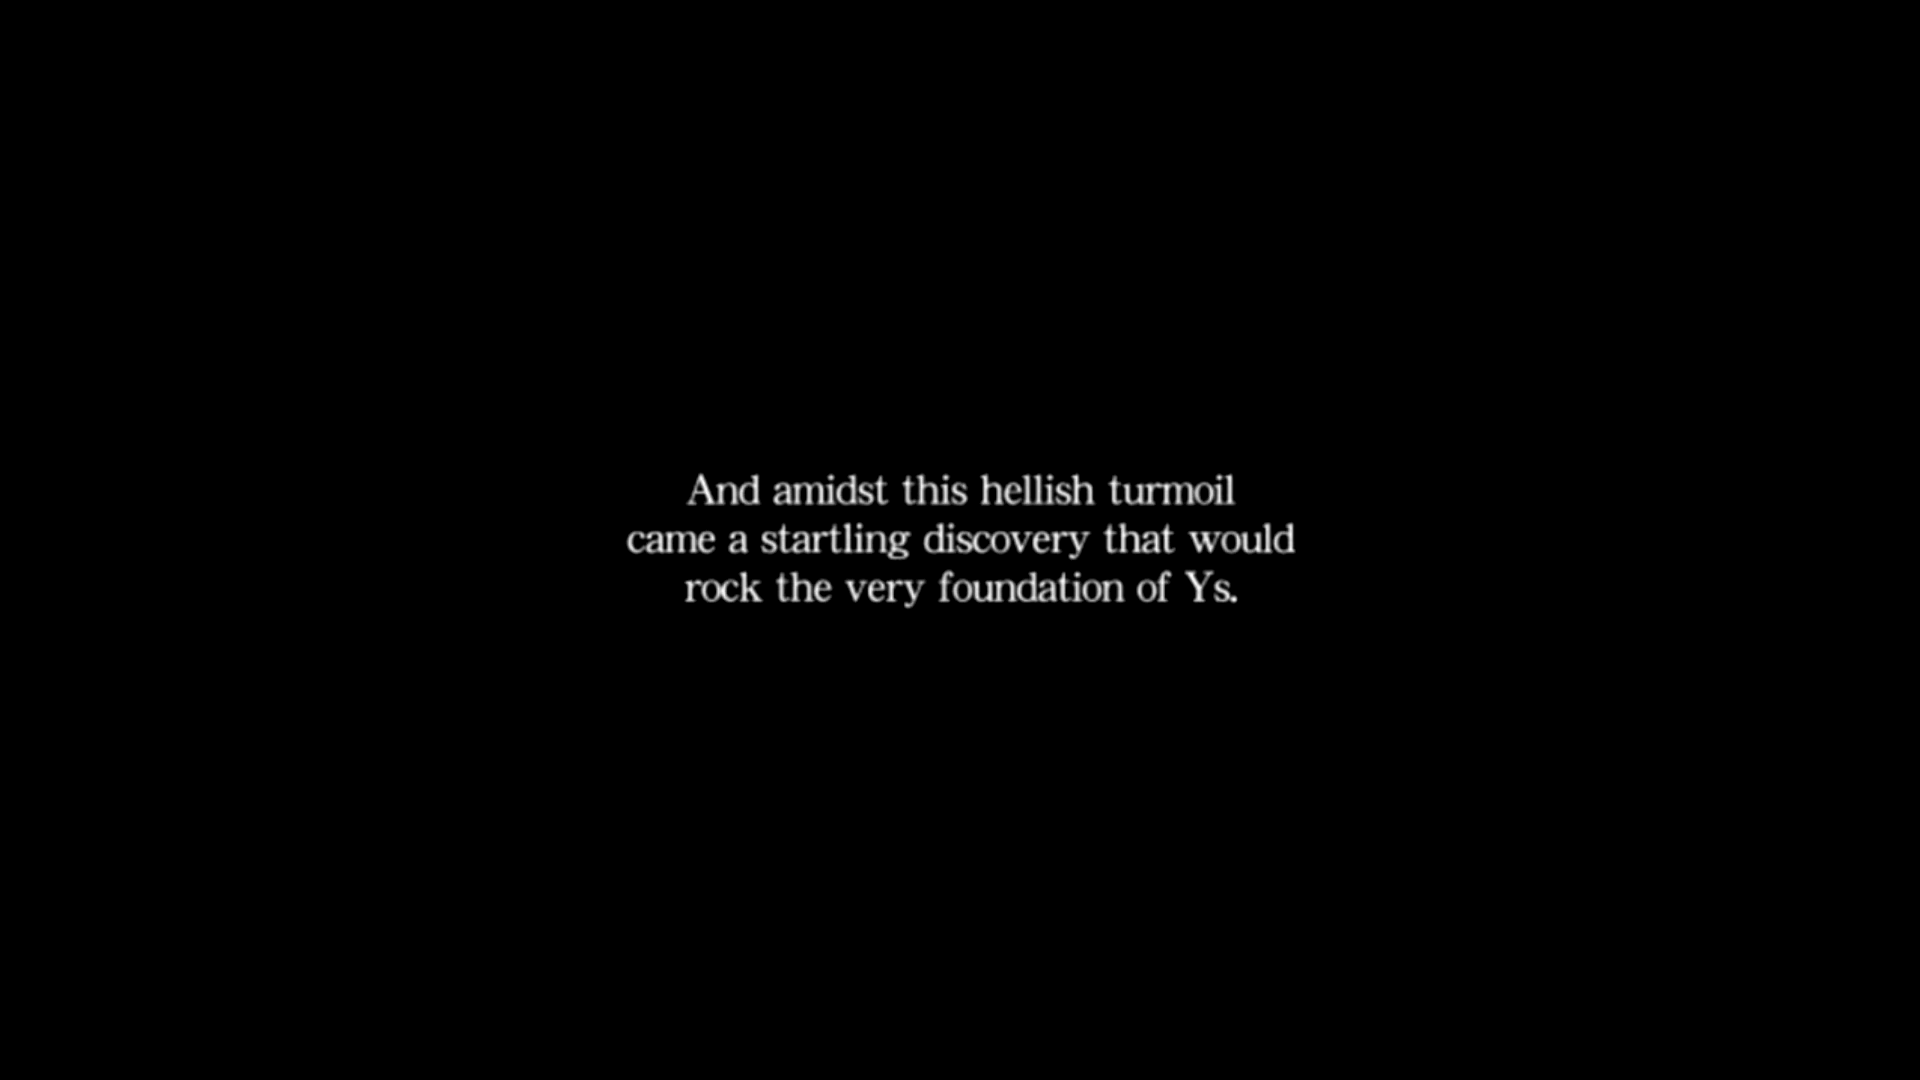 And amidst this hellish turmoil
came a startling discovery that would
rock the very foundation of Ys.